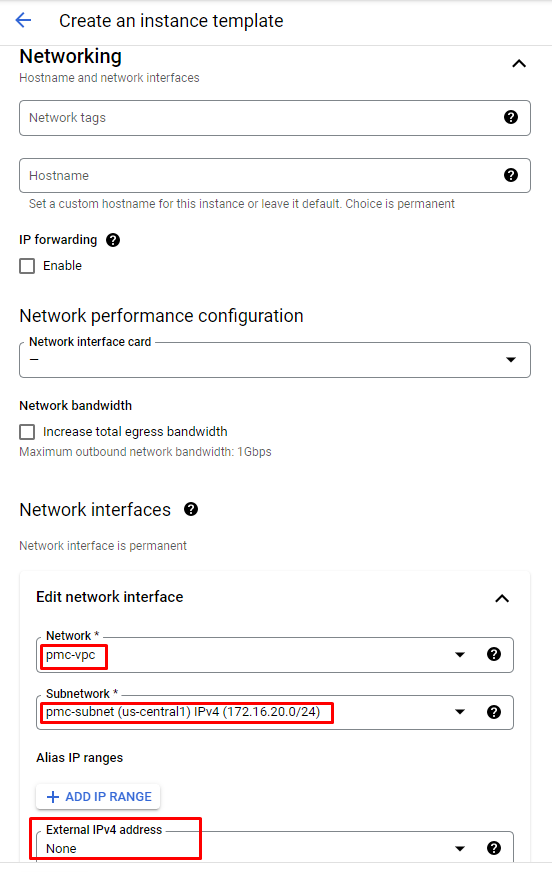 Create an instance template
Networking
Hostname and network interfaces
Network tags
Hostname
Set a custom hostname for this instance or leave it default. Choice is permanent
IP forwarding
Enable
Network performance configuration
Network interface card
—
Network bandwidth
Increase total egress bandwidth
Maximum outbound network bandwidth: 1Gbps
Network interfaces
Network interface is permanent
Edit network interface
Network *
pmc-vpc
Subnetwork *
pmc-subnet (us-central1) IPv4 (172.16.20.0/24)
Alias IP ranges
+ ADD IP RANGE
External IPv4 address
None